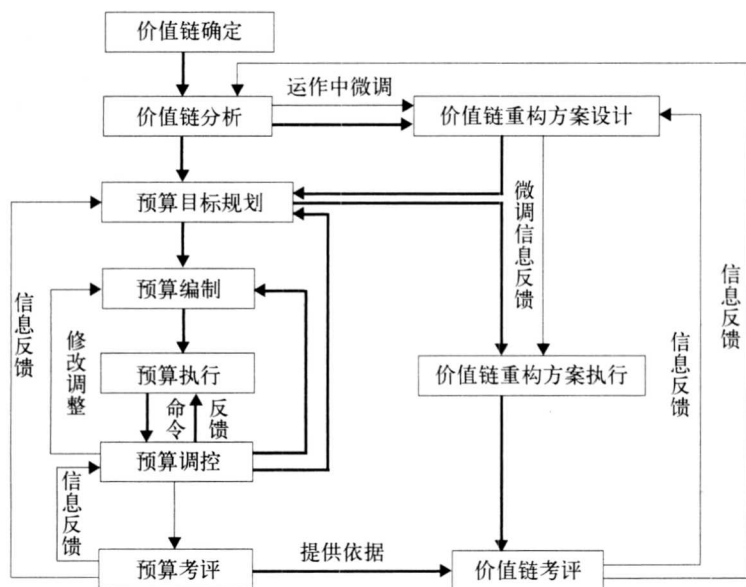 价值链确定
运作中微调
价值链分析
价值链重构方案设计
预算目标规划
微调信息反馈
信息反馈
预算编制
信息反馈
修改调整
信息反馈
预算执行
价值链重构方案执行
命令
反馈
预算调控
信息反馈
提供依据
预算考评
价值链考评